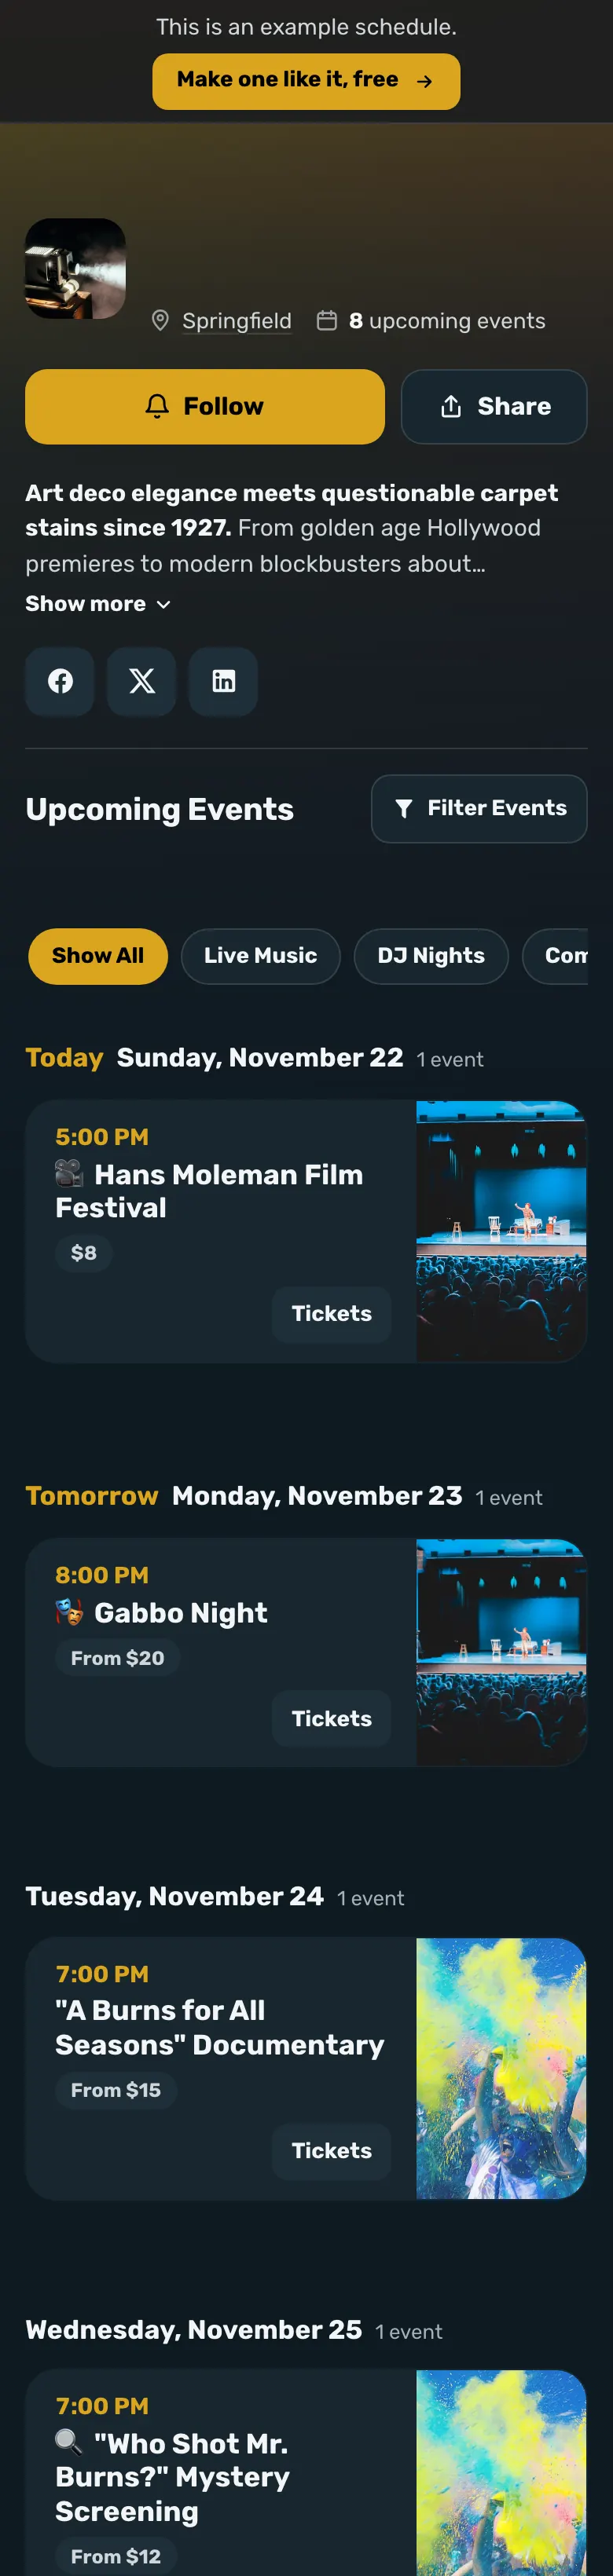 This is an example schedule.
Make one like it, free →
Springfield
8 upcoming events
Follow
Share
Art deco elegance meets questionable carpet
stains since 1927. From golden age Hollywood
premieres to modern blockbusters about…
Show more
Upcoming Events
Filter Events
Show All
Live Music
DJ Nights
Com
Today Sunday, November 22 1 event
5:00 PM
🎥 Hans Moleman Film
Festival
$8
Tickets
Tomorrow Monday, November 23 1 event
8:00 PM
🎭 Gabbo Night
From $20
Tickets
Tuesday, November 24 1 event
7:00 PM
"A Burns for All
Seasons" Documentary
From $15
Tickets
Wednesday, November 25 1 event
7:00 PM
🔍 "Who Shot Mr.
Burns?" Mystery
Screening
From $12